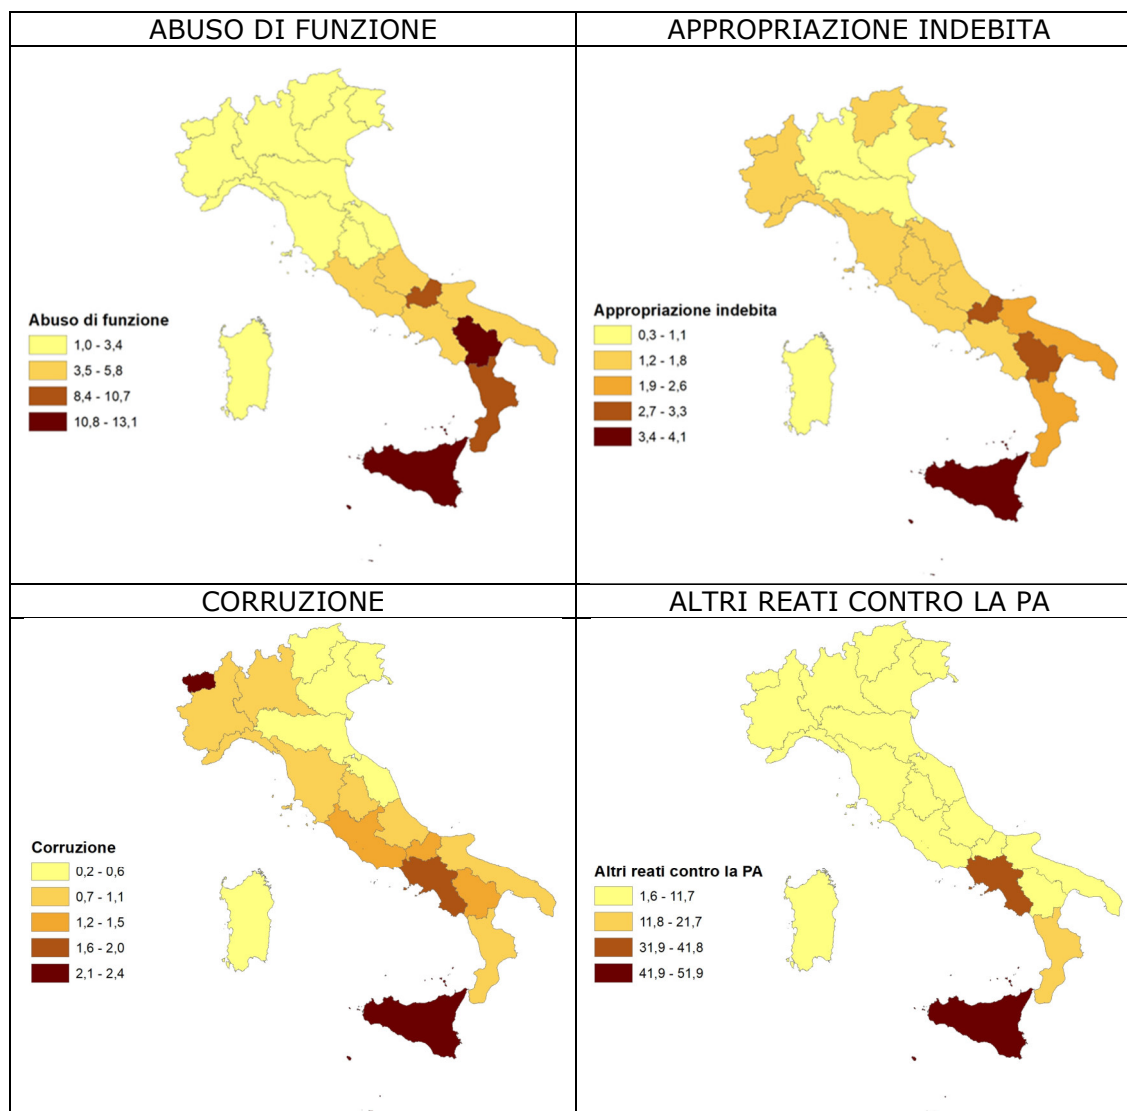 ABUSO DI FUNZIONE
APPROPRIAZIONE INDEBITA
Abuso di funzione
1,0 - 3,4
3,5 - 5,8
8,4 - 10,7
10,8 - 13,1
Appropriazione indebita
0,3 - 1,1
1,2 - 1,8
1,9 - 2,6
2,7 - 3,3
3,4 - 4,1
CORRUZIONE
ALTRI REATI CONTRO LA PA
Corruzione
0,2 - 0,6
0,7 - 1,1
1,2 - 1,5
1,6 - 2,0
2,1 - 2,4
Altri reati contro la PA
1,6 - 11,7
11,8 - 21,7
31,9 - 41,8
41,9 - 51,9